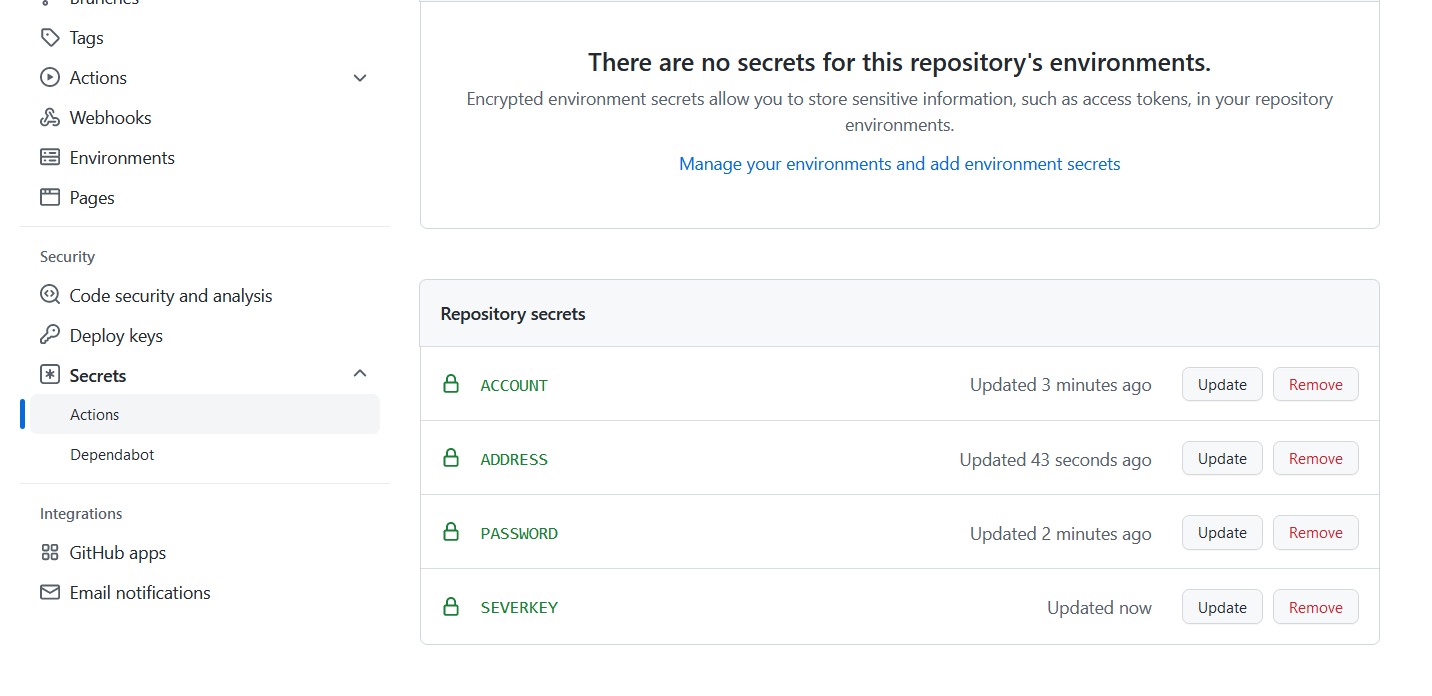 Branches
Tags
Actions
Webhooks
Environments
Pages
Security
Code security and analysis
Deploy keys
Secrets
Actions
Dependabot
Integrations
GitHub apps
Email notifications
There are no secrets for this repository's environments.
Encrypted environment secrets allow you to store sensitive information, such as access tokens, in your repository
environments.
Manage your environments and add environment secrets
Repository secrets
ACCOUNT Updated 3 minutes ago Update Remove
ADDRESS Updated 43 seconds ago Update Remove
PASSWORD Updated 2 minutes ago Update Remove
SEVERKEY Updated now Update Remove